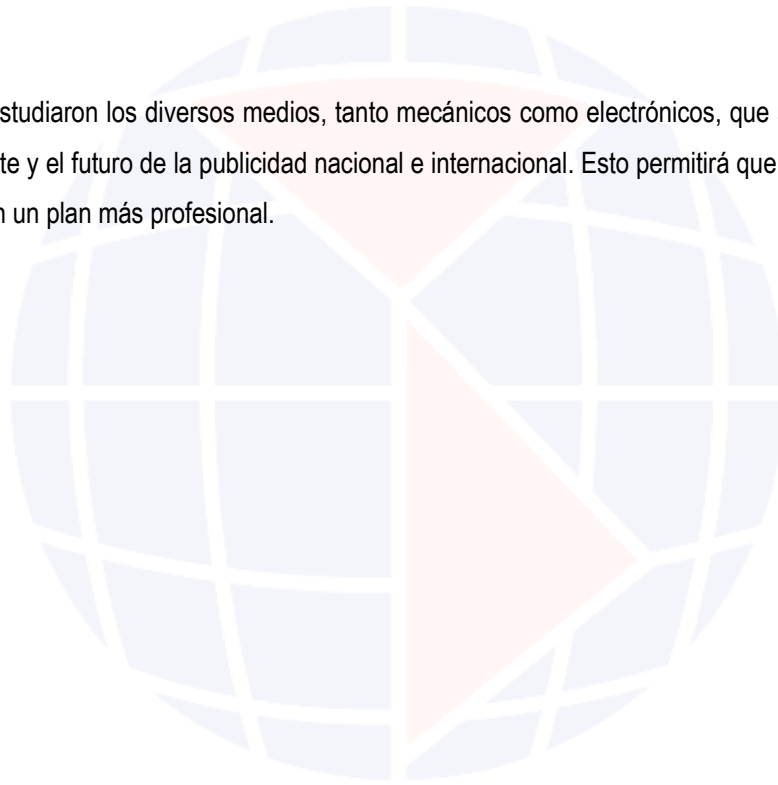 studiaron los diversos medios, tanto mecánicos como electrónicos, que
te y el futuro de la publicidad nacional e internacional. Esto permitirá que
un plan más profesional.